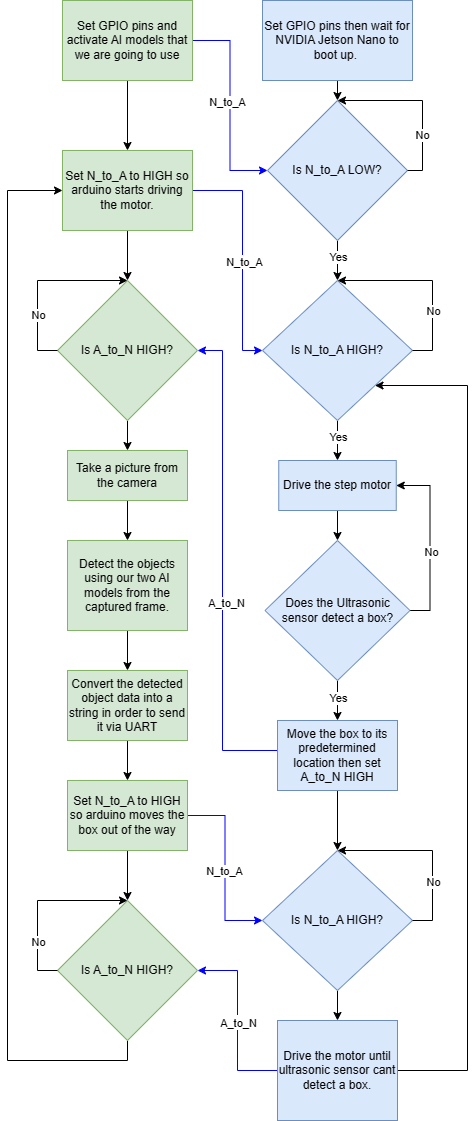 Set GPIO pins and
activate AI models that
we are going to use
Set GPIO pins then wait for
NVIDIA Jetson Nano to
boot up.
N_to_A
No
Is N_to_A LOW?
Set N_to_A to HIGH so
arduino starts driving
the motor.
Yes
N_to_A
No
No
Is A_to_N HIGH?
Is N_to_A HIGH?
Yes
Take a picture from
the camera
Drive the step motor
No
Detect the objects
using our two AI
models from the
captured frame.
A_to_N
Does the Ultrasonic
sensor detect a box?
Convert the detected
object data into a
string in order to send
it via UART
Yes
Move the box to its
predetermined
location then set
A_to_N HIGH
Set N_to_A to HIGH
so arduino moves the
box out of the way
N_to_A
No
Is N_to_A HIGH?
No
Is A_to_N HIGH?
A_to_N
Drive the motor until
ultrasonic sensor cant
detect a box.